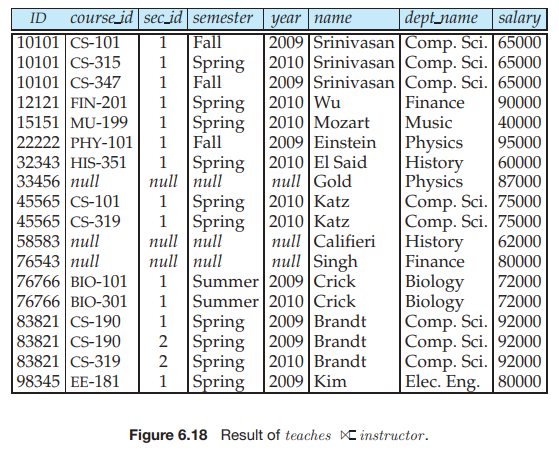 ID course_id sec_id semester year name dept_name salary
10101 CS-101 1 Fall 2009 Srinivasan Comp. Sci. 65000
10101 CS-315 1 Spring 2010 Srinivasan Comp. Sci. 65000
10101 CS-347 1 Fall 2009 Srinivasan Comp. Sci. 65000
12121 FIN-201 1 Spring 2010 Wu Finance 90000
15151 MU-199 1 Spring 2010 Mozart Music 40000
22222 PHY-101 1 Fall 2009 Einstein Physics 95000
32343 HIS-351 1 Spring 2010 El Said History 60000
33456 null null null null Gold Physics 87000
45565 CS-101 1 Spring 2010 Katz Comp. Sci. 75000
45565 CS-319 1 Spring 2010 Katz Comp. Sci. 75000
58583 null null null null Califieri History 62000
76543 null null null null Singh Finance 80000
76766 BIO-101 1 Summer 2009 Crick Biology 72000
76766 BIO-301 1 Summer 2010 Crick Biology 72000
83821 CS-190 1 Spring 2009 Brandt Comp. Sci. 92000
83821 CS-190 2 Spring 2009 Brandt Comp. Sci. 92000
83821 CS-319 2 Spring 2010 Brandt Comp. Sci. 92000
98345 EE-181 1 Spring 2009 Kim Elec. Eng. 80000
Figure 6.18 Result of teaches ⟖ instructor.